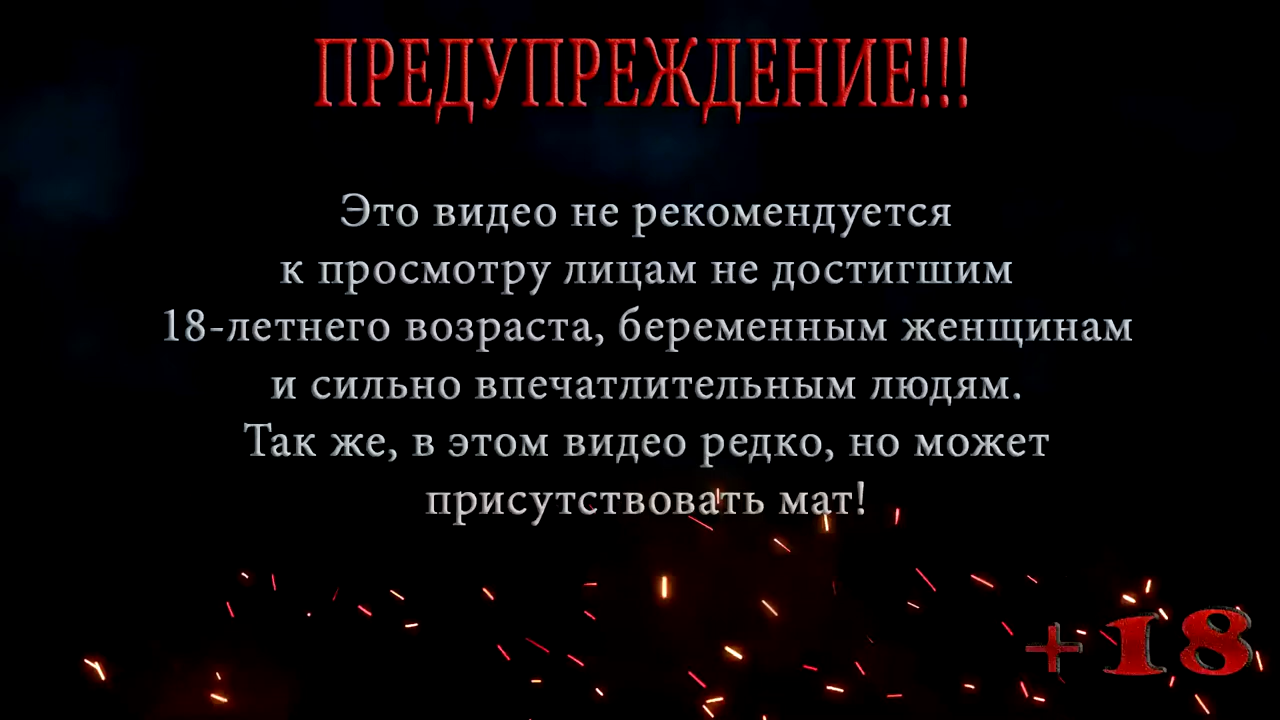 ПРЕДУПРЕЖДЕНИЕ!!!
Это видео не рекомендуется
к просмотру лицам не достигшим
18-летнего возраста, беременным женщинам
и сильно впечатлительным людям.
Так же, в этом видео редко, но может
присутствовать мат!
+18